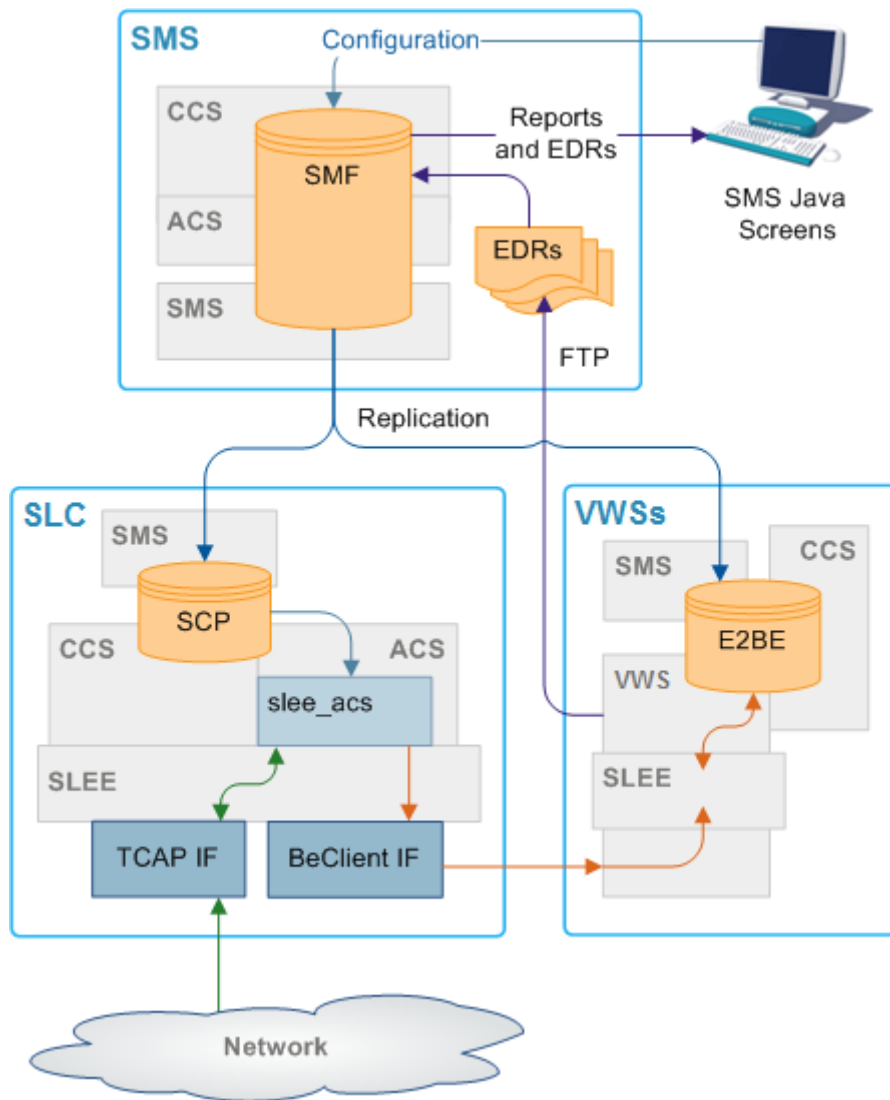 SMS
Configuration
CCS
SMF
Reports
and EDRs
SMS Java
Screens
ACS
EDRs
SMS
FTP
Replication
SLC
SMS
SCP
CCS
ACS
slee_acs
SLEE
TCAP IF
BeClient IF
VWSs
SMS
CCS
E2BE
VWS
SLEE
Network